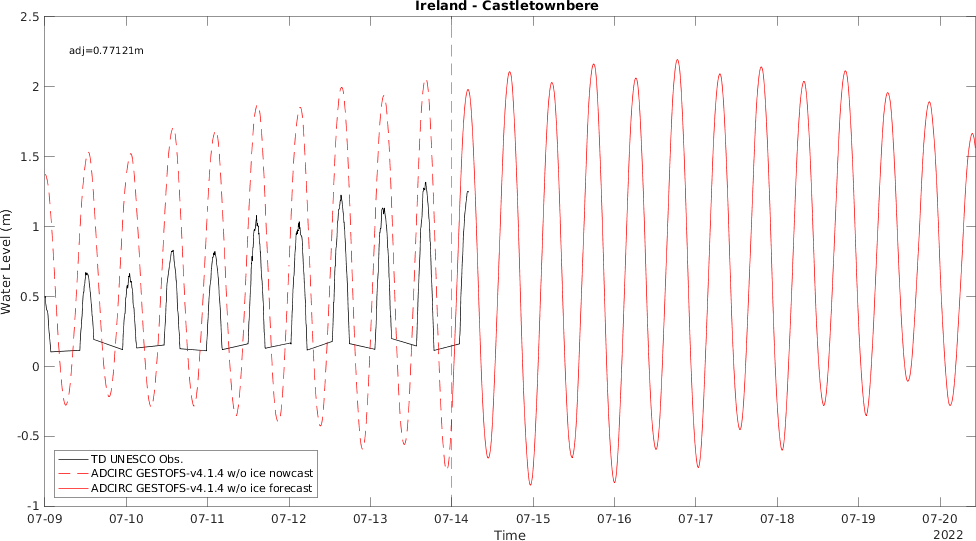 Ireland - Castletownbere
2.5
adj=0.77121m
2
1.5
1
0.5
0
-0.5
-1
Water Level (m)
TD UNESCO Obs.
ADCIRC GESTOFS-v4.1.4 w/o ice nowcast
ADCIRC GESTOFS-v4.1.4 w/o ice forecast
07-09 07-10 07-11 07-12 07-13 07-14 07-15 07-16 07-17 07-18 07-19 07-20
Time
2022